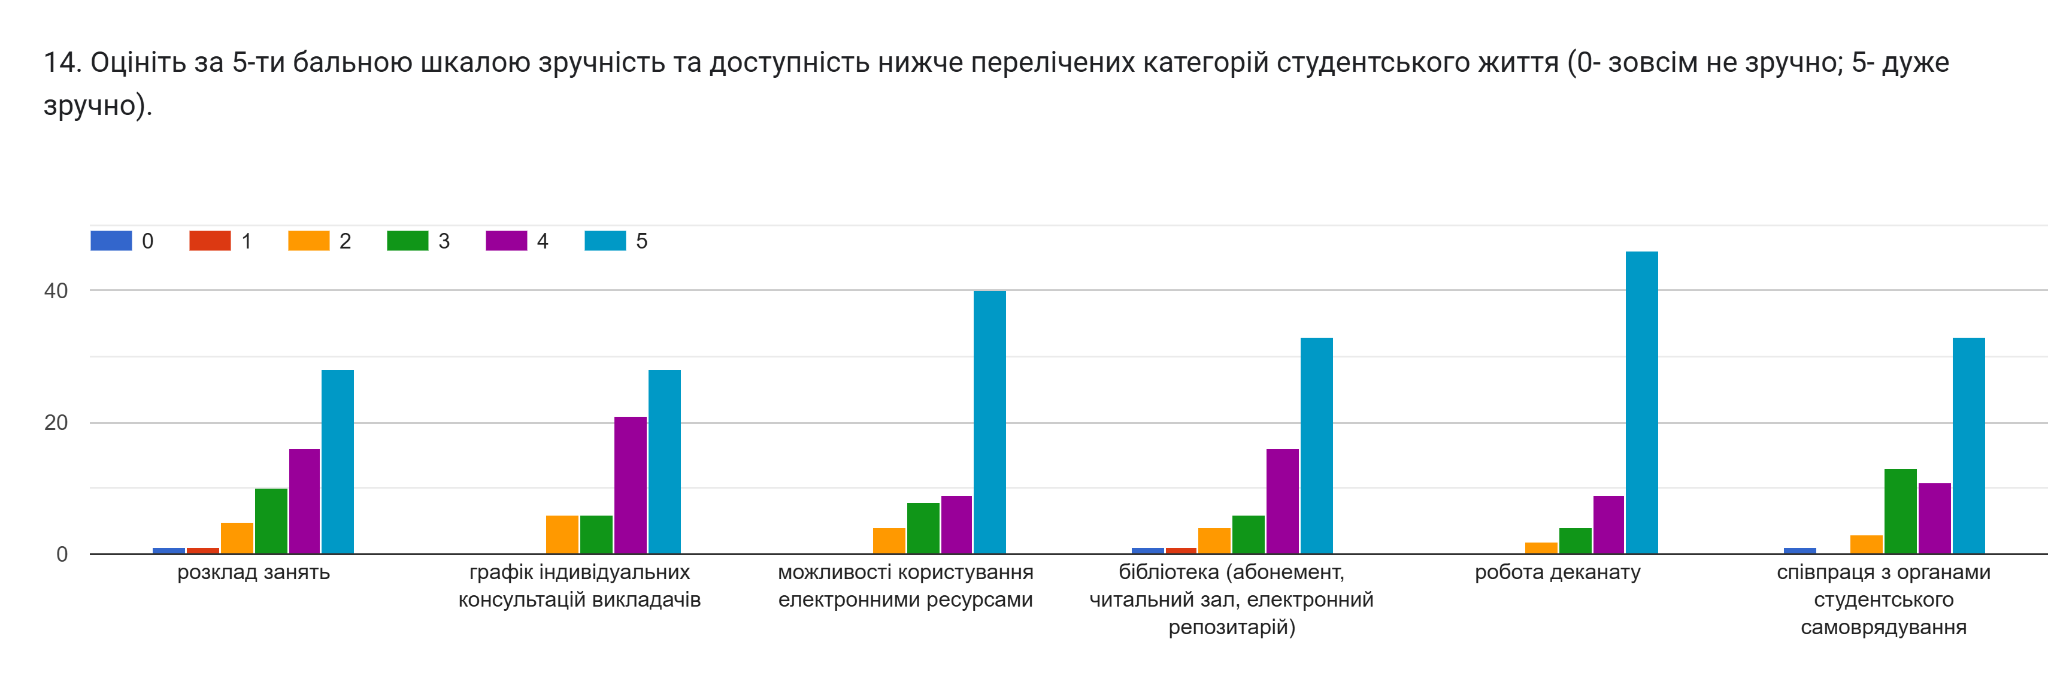 14. Оцініть за 5-ти бальною шкалою зручність та доступність нижче перелічених категорій студентського життя (0- зовсім не зручно; 5- дуже
зручно).
0 1 2 3 4 5
40
20
0
розклад занять
графік індивідуальних
консультацій викладачів
можливості користування
електронними ресурсами
бібліотека (абонемент,
читальний зал, електронний
репозитарій)
робота деканату
співпраця з органами
студентського
самоврядування